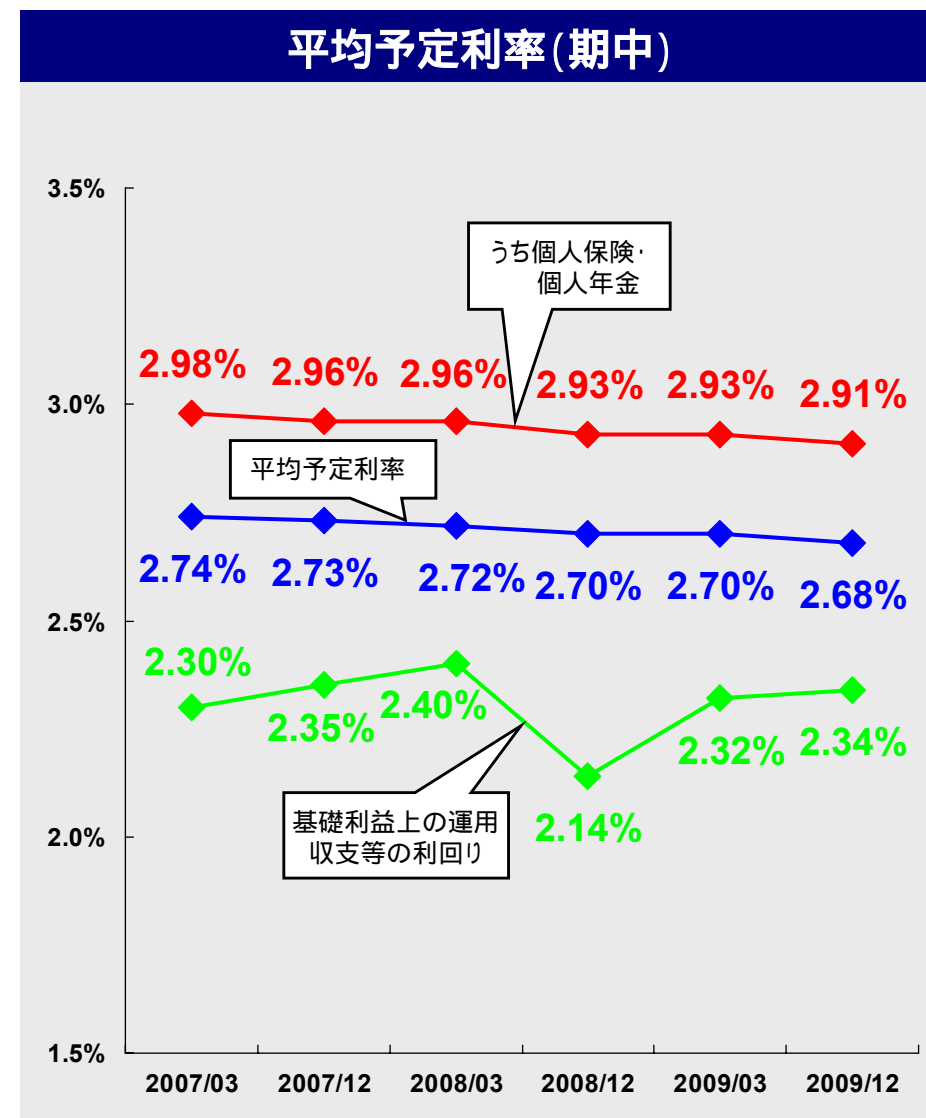 平均予定利率(期中)
3.5%
うち個人保険・
個人年金
2.98% 2.96% 2.96% 2.93% 2.93% 2.91%
3.0%
平均予定利率
2.74% 2.73% 2.72% 2.70% 2.70% 2.68%
2.5%
2.30% 2.35% 2.40% 2.14% 2.32% 2.34%
基礎利益上の運用
収支等の利回り
2.0%
1.5%
2007/03 2007/12 2008/03 2008/12 2009/03 2009/12